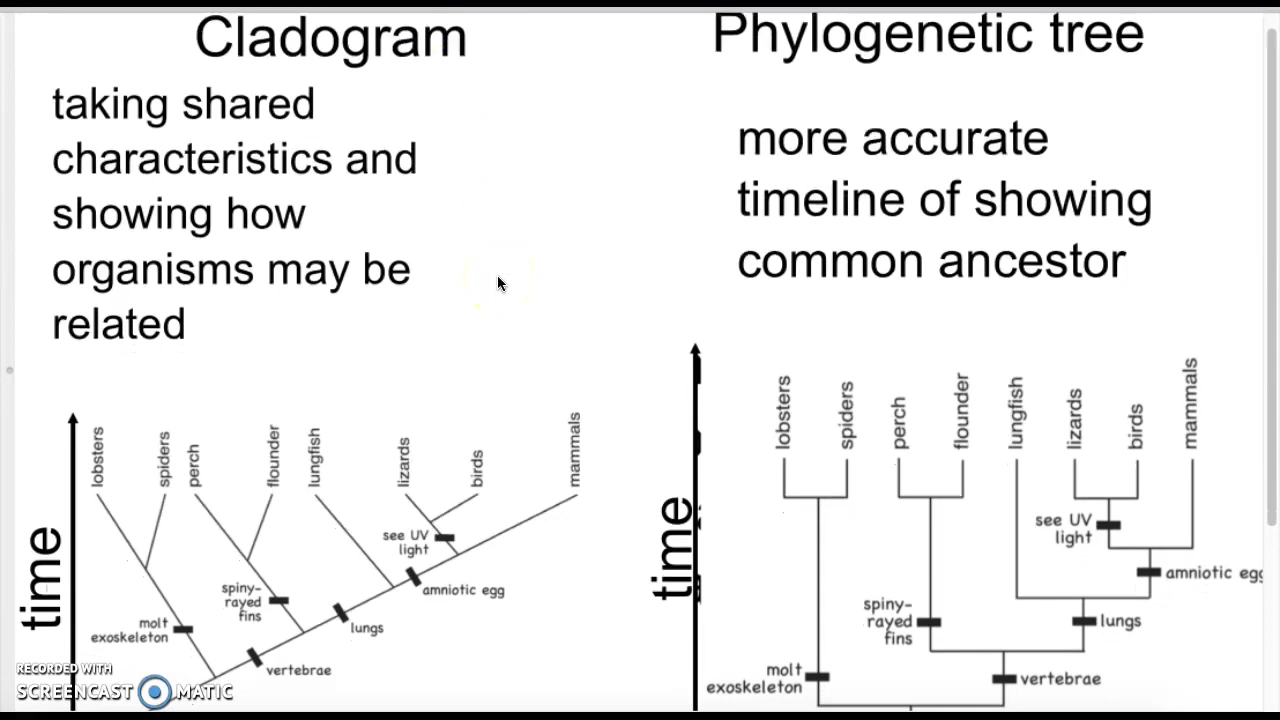 Cladogram
taking shared
characteristics and
showing how
organisms may be
related
time
lobsters
spiders
perch
flounder
lungfish
lizards
birds
mammals
see UV
light
amniotic egg
spiny-
rayed
fins
lungs
molt
exoskeleton
vertebrae
RECORDED WITH
SCREENCAST MATIC
Phylogenetic tree
more accurate
timeline of showing
common ancestor
time
lobsters
spiders
perch
flounder
lungfish
lizards
birds
mammals
see UV
light
amniotic egg
spiny-
rayed
fins
lungs
molt
exoskeleton
vertebrae